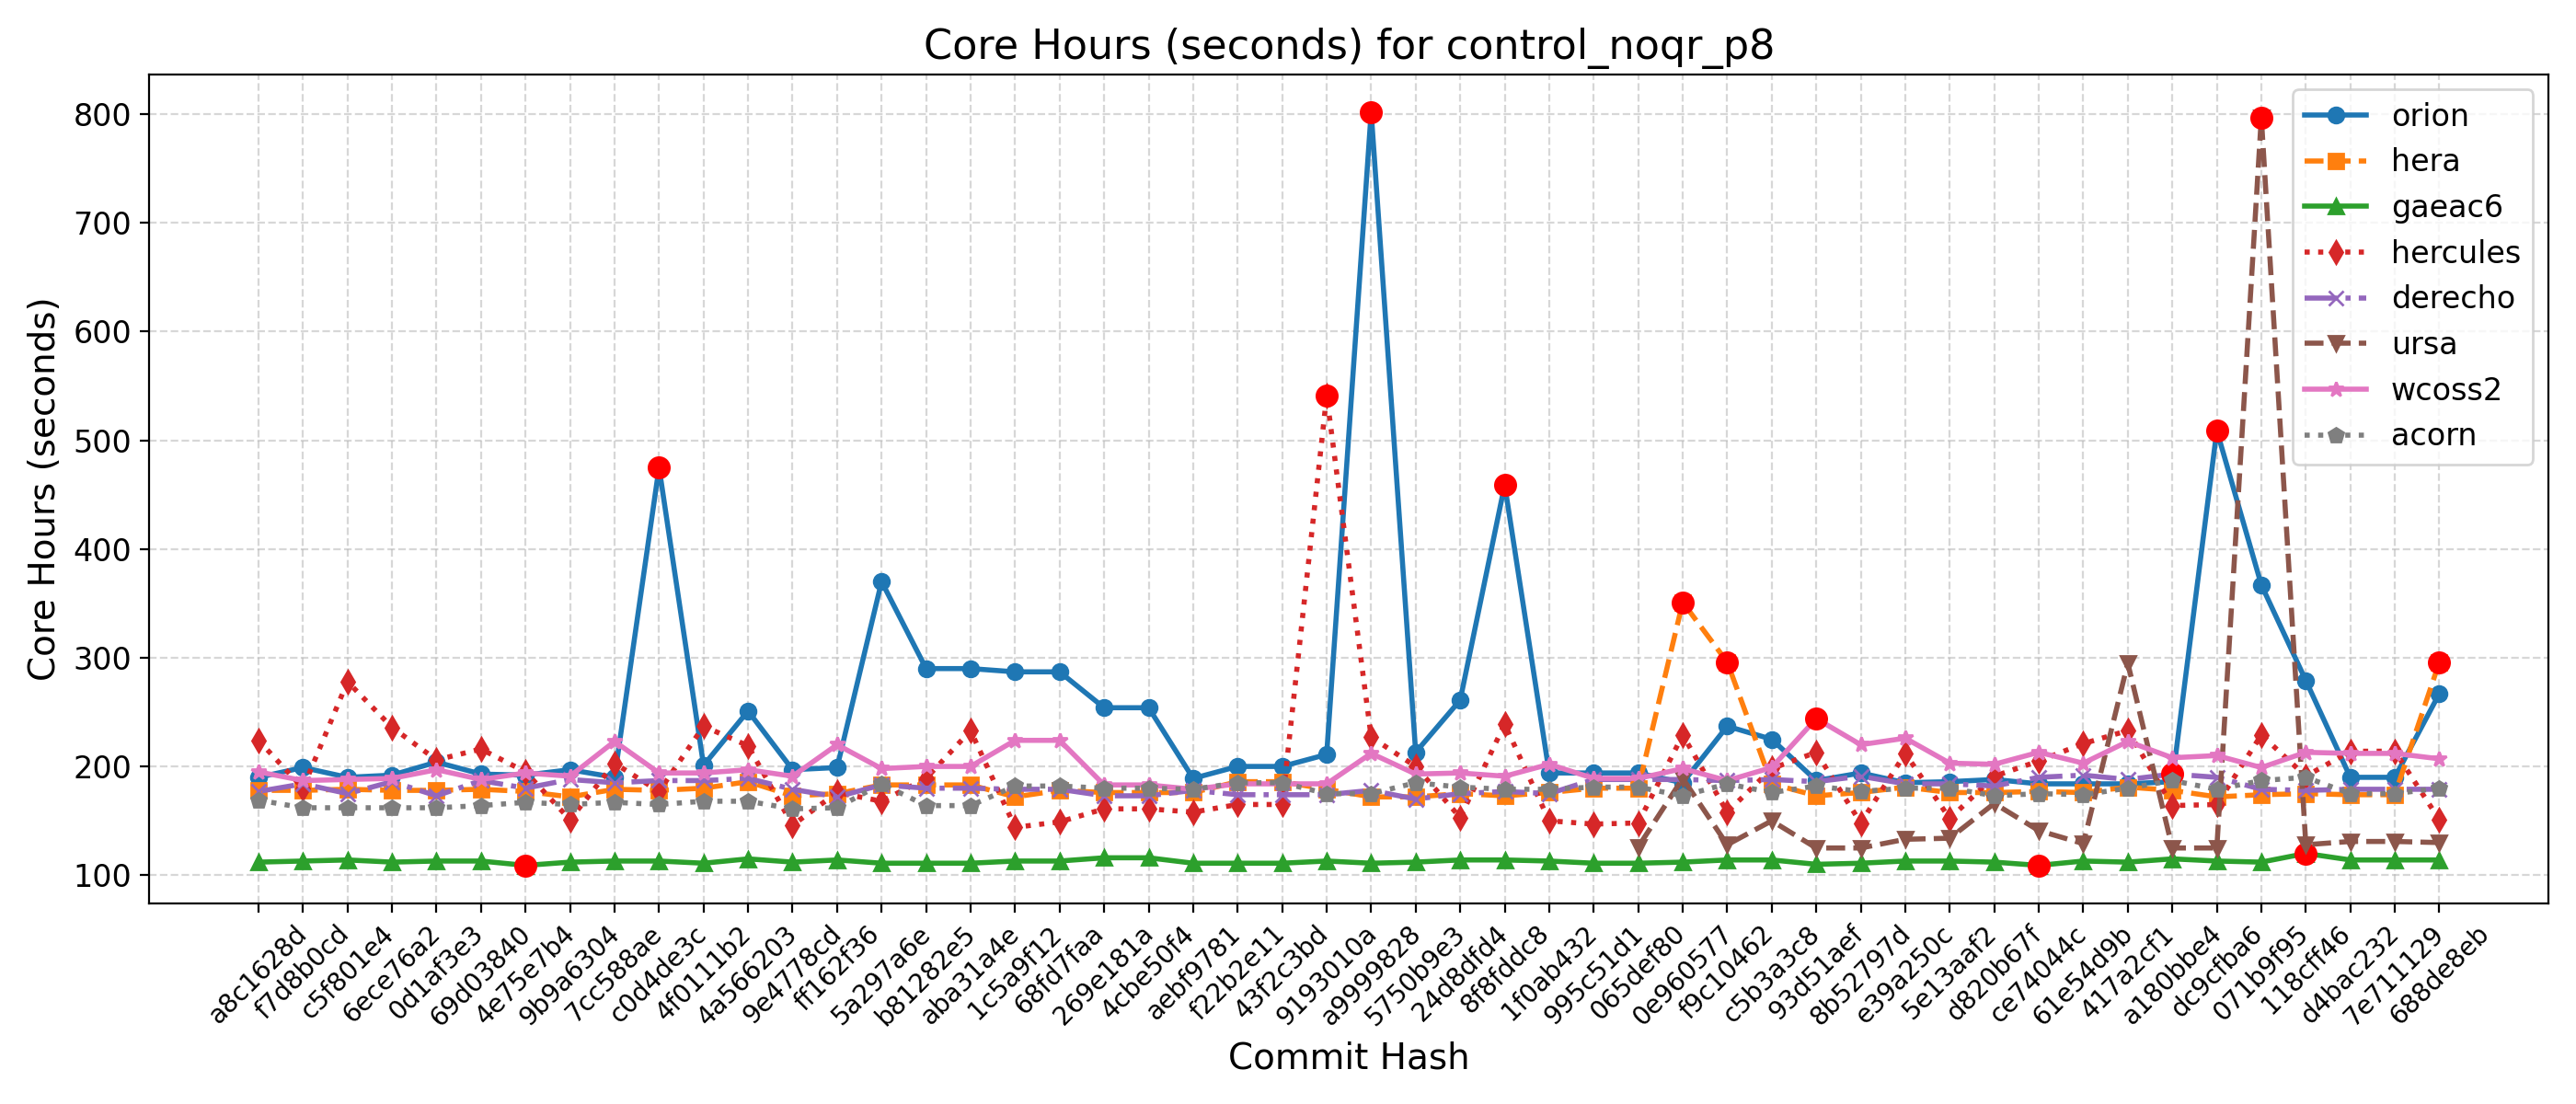 Core Hours (seconds) for control_noqr_p8
Core Hours (seconds)
800
700
600
500
400
300
200
100
orion
hera
gaeac6
hercules
derecho
ursa
wcoss2
acorn
a8c1628d
f7d8b0cd
c5f801e4
6ece76a2
0d1af3e3
69d03840
4e75e7b4
9b9a6304
7cc588ae
c0d4de3c
4f0111b2
4a566203
9e4778cd
ff162f36
5a297a6e
b81282e5
aba31a4e
1c5a9f12
68fd7faa
269e181a
4cbe50f4
aebf9781
f22b2e11
43f2c3bd
9193010a
a9999828
5750b9e3
24d8dfd4
8f8fddc8
1f0ab432
995c51d1
065def80
0e960577
f9c10462
c5b3a3c8
93d51aef
8b52797d
e39a250c
5e13aaf2
d820b67f
ce74044c
61e54d9b
417a2cf1
a180bbe4
dc9cfba6
071b9f95
118cff46
d4bac232
7e711129
688de8eb
Commit Hash